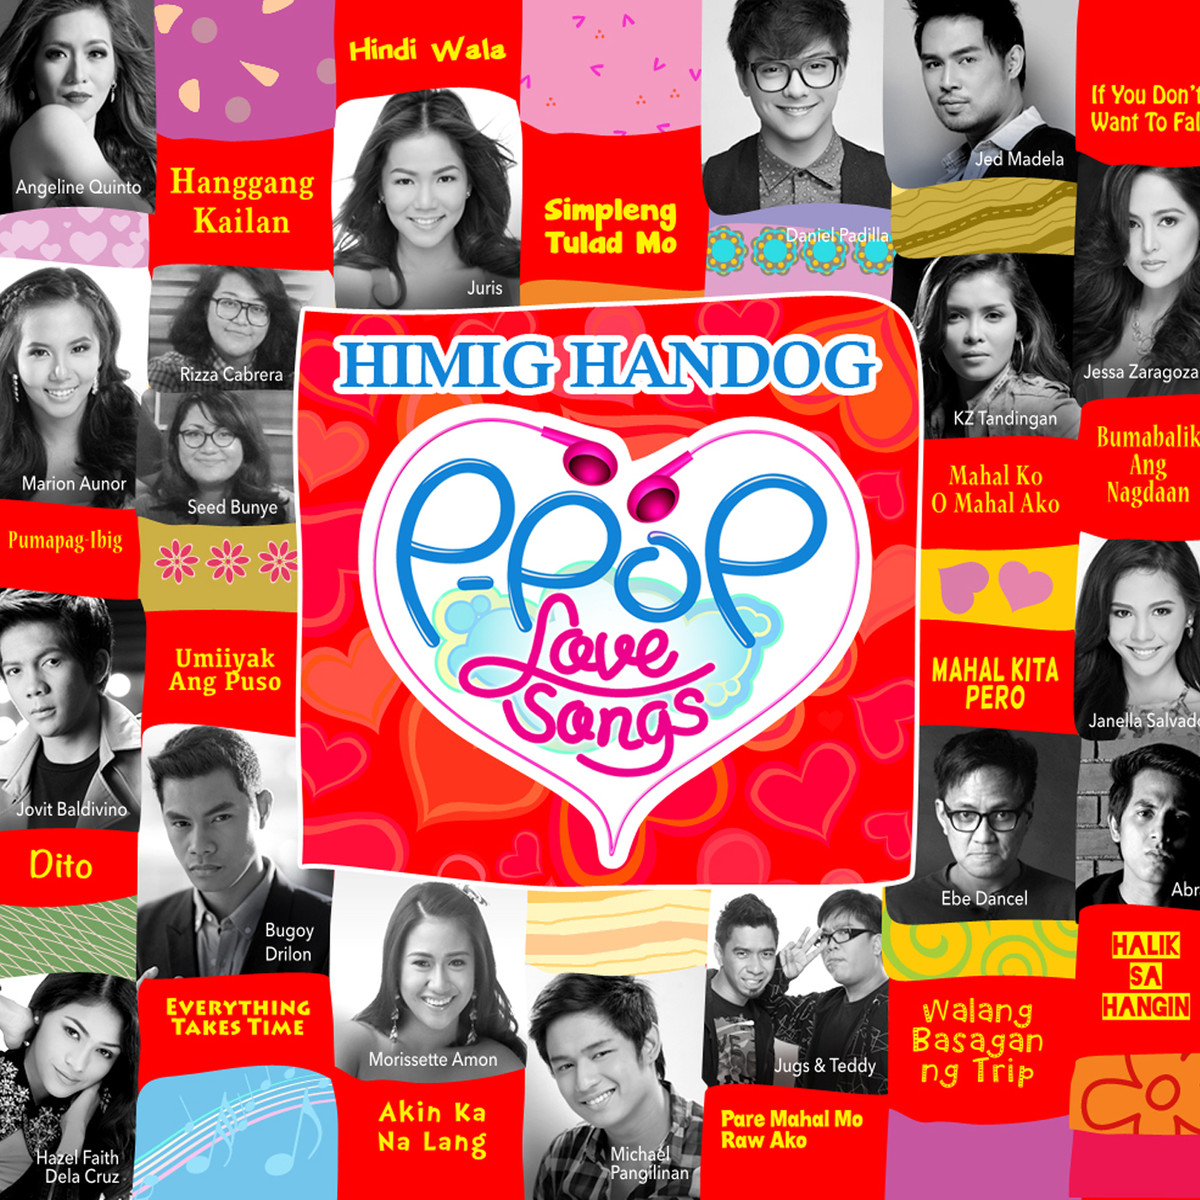 Angeline Quinto
Hanggang
Kailan
Hindi Wala
Juris
Simpleng
Tulad Mo
Daniel Padilla
Jed Madela
If You Don't
Want To Fal
Jessa Zaragoza
KZ Tandingan
Marion Aunor
Rizza Cabrera
Seed Bunye
HIMIG HANDOG
P-POP
Love
Songs
Pumapag-Ibig
Umiiyak
Ang Puso
Mahal Ko
O Mahal Ako
Bumabalik
Ang
Nagdaan
MAHAL KITA
PERO
Janella Salvado
Jovit Baldivino
Dito
Bugoy
Drilon
Ebe Dancel
Abr
EVERYTHING
TAKES TIME
Hazel Faith
Dela Cruz
Morissette Amon
Akin Ka
Na Lang
Michael
Pangilinan
Jugs & Teddy
Pare Mahal Mo
Raw Ako
Walang
Basagan
ng Trip
HALIK
SA
HANGIN